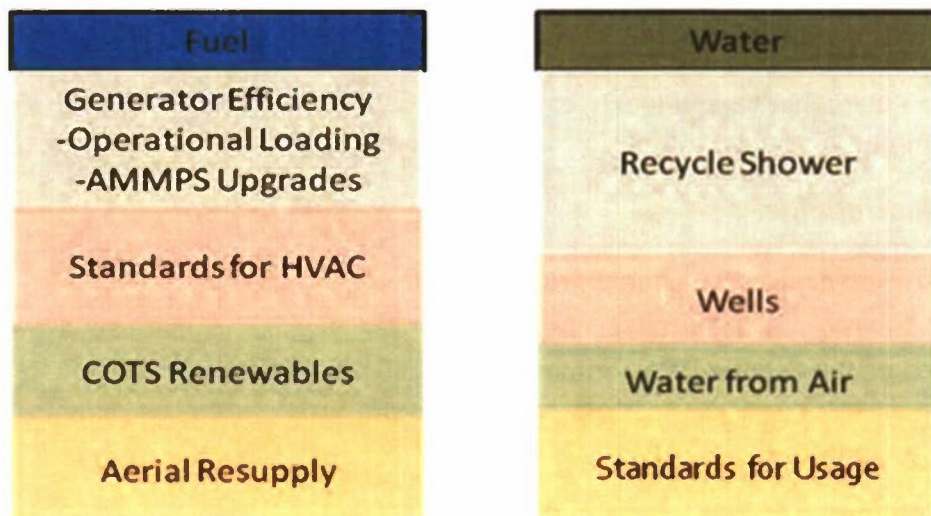 Fuel
Generator Efficiency
-Operational Loading
-AMMPS Upgrades
Standards for HVAC
COTS Renewables
Aerial Resupply
Water
Recycle Shower
Wells
Water from Air
Standards for Usage